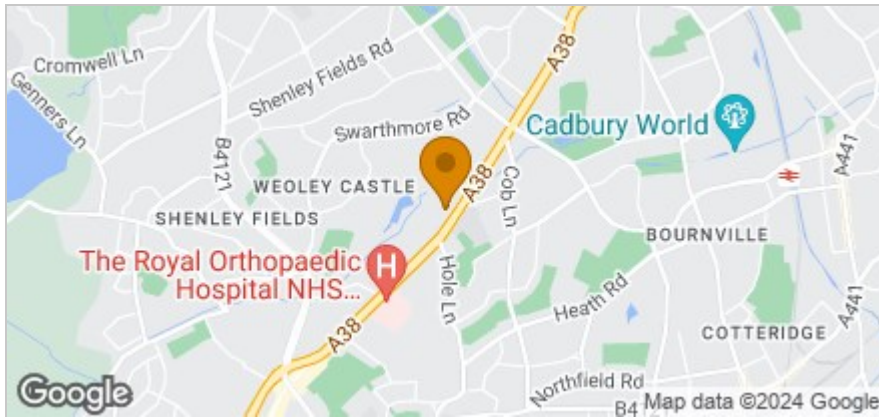 Cromwell Ln
Genners Ln
Shenley Fields Rd
A38
Swarthmore Rd
Cadbury World
A441
B4121
WEOLEY CASTLE
A38
Cob Ln
SHENLEY FIELDS
BOURNVILLE
The Royal Orthopaedic
Hospital NHS...
H
Hole Ln
Heath Rd
A441
A38
COTTERIDGE
Northfield Rd
Google
B4
Map data ©2024 Google